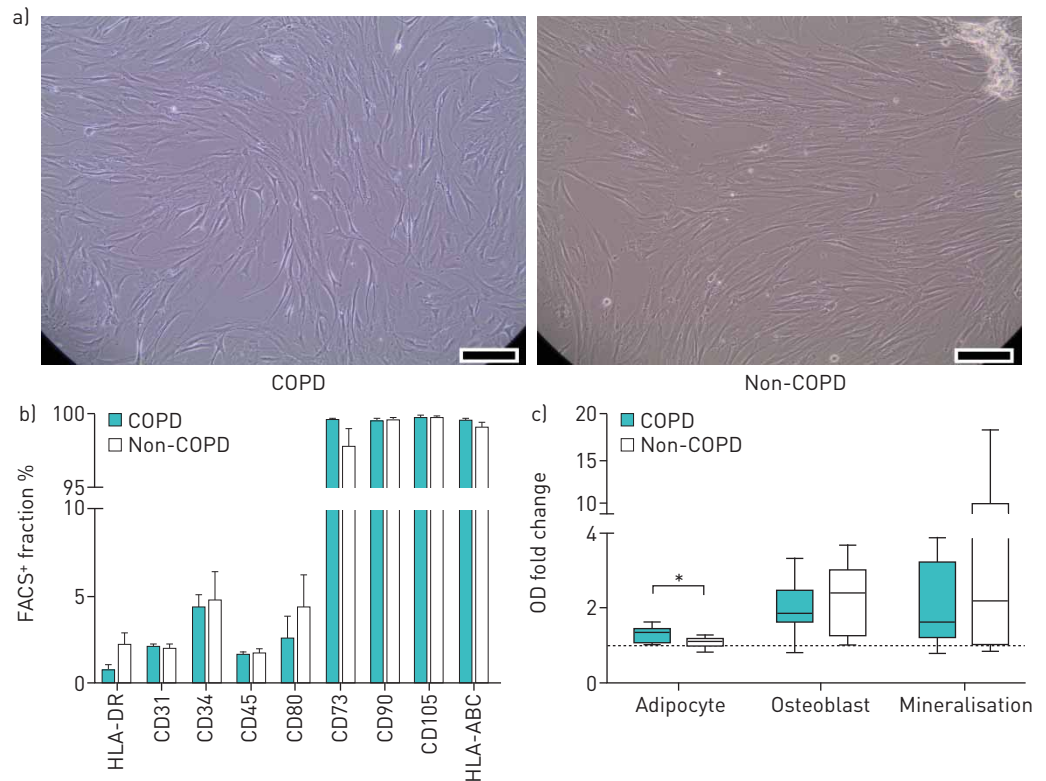 a)
COPD
Non-COPD
b)
COPD
Non-COPD
FACS+ fraction %
100
95
10
5
0
HLA-DR
CD31
CD34
CD45
CD80
CD73
CD90
CD105
HLA-ABC
c)
COPD
Non-COPD
OD fold change
20
15
10
4
2
0
*
Adipocyte
Osteoblast
Mineralisation